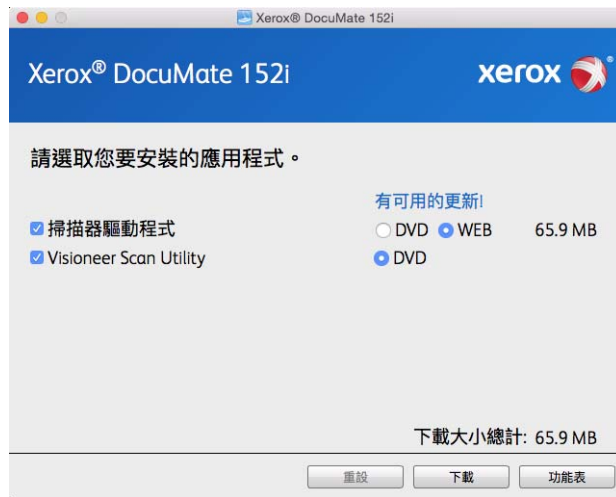 Xerox® DocuMate 152i
Xerox® DocuMate 152i
xerox®
請選取您要安裝的應用程式。
有可用的更新!
掃描器驅動程式 DVD WEB 65.9 MB
Visioneer Scan Utility DVD
下載大小總計: 65.9 MB
重設 下載 功能表